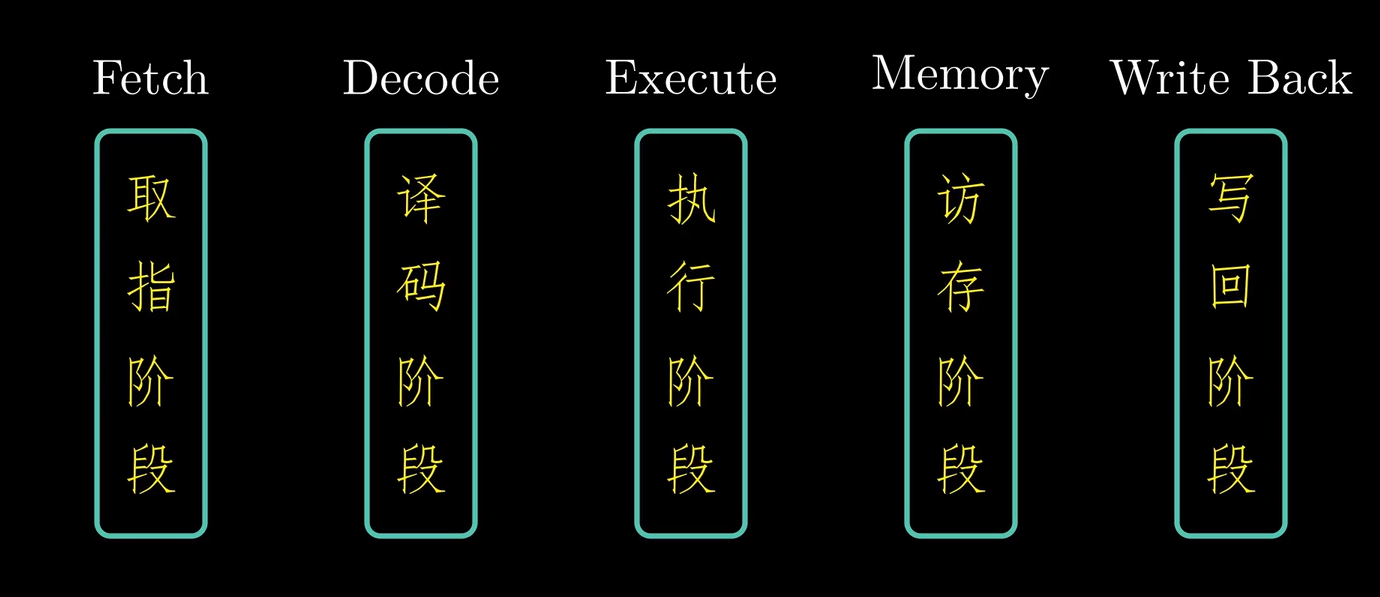 Fetch
Decode
Execute
Memory
Write Back
取指阶段
译码阶段
执行阶段
访存阶段
写回阶段